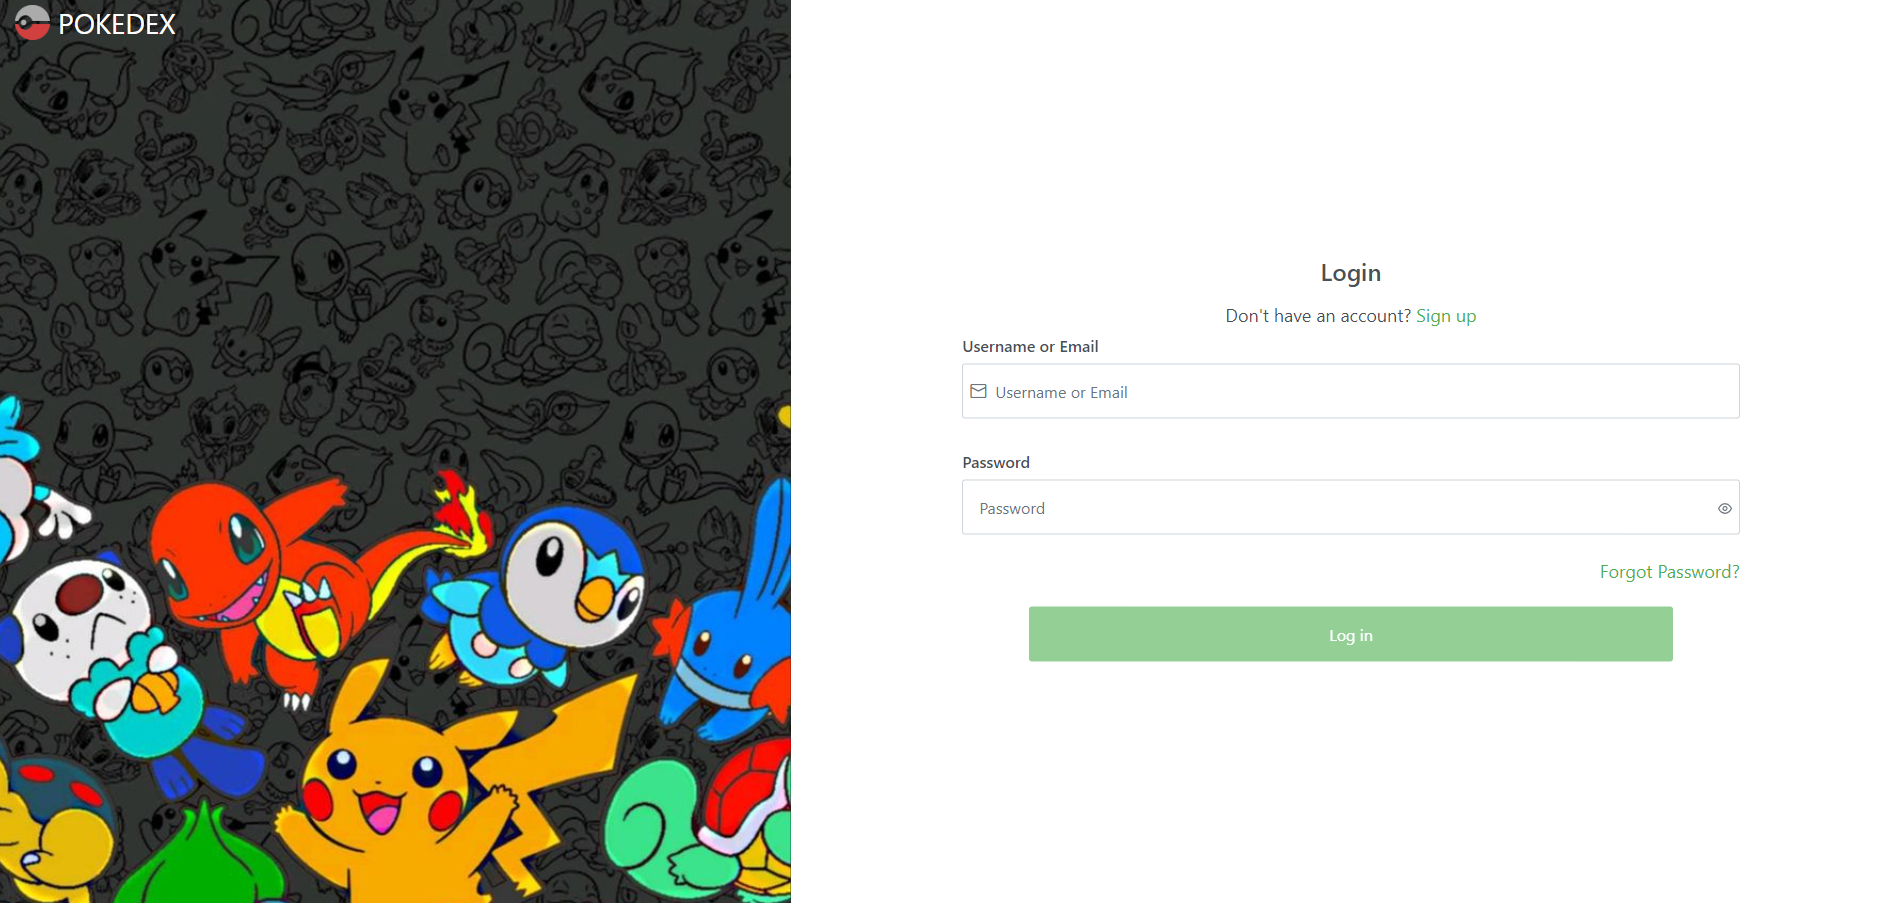 POKEDEX
Login
Don't have an account? Sign up
Username or Email
Username or Email
Password
Password
Forgot Password?
Log in